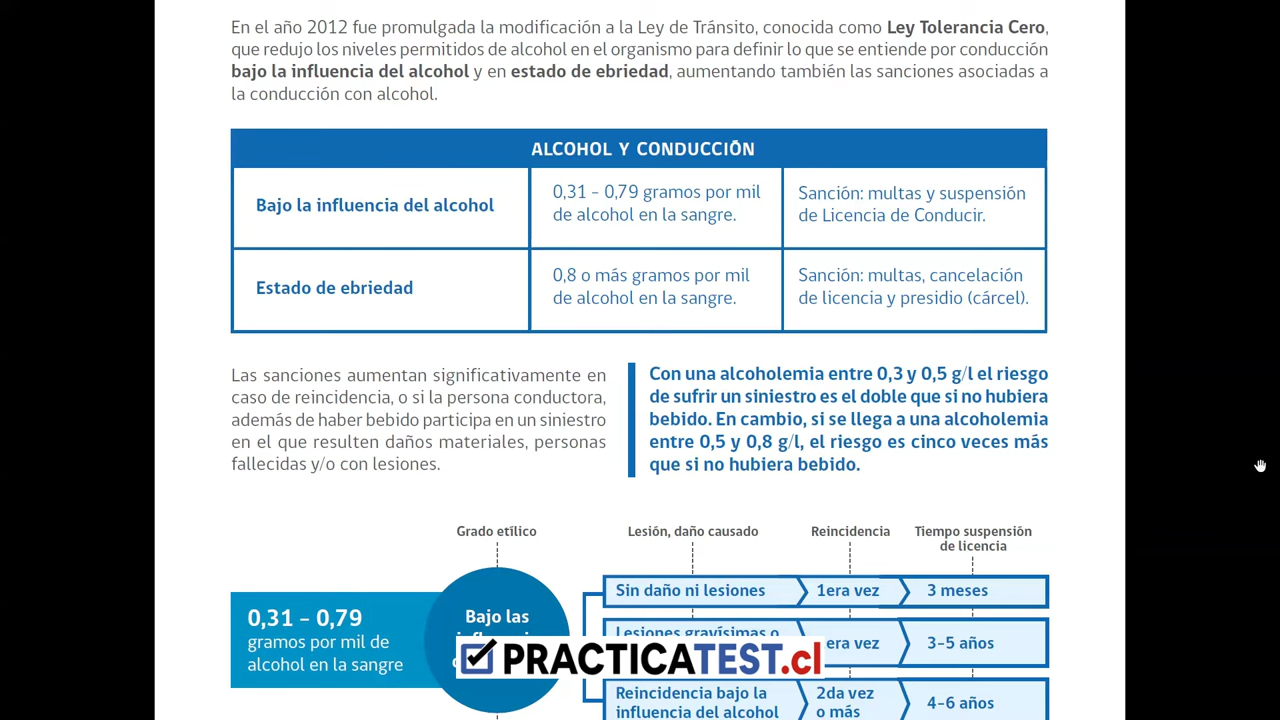 En el año 2012 fue promulgada la modificación a la Ley de Tránsito, conocida como Ley Tolerancia Cero,
que redujo los niveles permitidos de alcohol en el organismo para definir lo que se entiende por conducción
bajo la influencia del alcohol y en estado de ebriedad, aumentando también las sanciones asociadas a
la conducción con alcohol.
ALCOHOL Y CONDUCCIÓN
Bajo la influencia del alcohol
0,31 – 0,79 gramos por mil
de alcohol en la sangre.
Sanción: multas y suspensión
de Licencia de Conducir.
Estado de ebriedad
0,8 o más gramos por mil
de alcohol en la sangre.
Sanción: multas, cancelación
de licencia y presidio (cárcel).
Las sanciones aumentan significativamente en
caso de reincidencia, o si la persona conductora,
además de haber bebido participa en un siniestro
en el que resulten daños materiales, personas
fallecidas y/o con lesiones.
Con una alcoholemia entre 0,3 y 0,5 g/l el riesgo
de sufrir un siniestro es el doble que si no hubiera
bebido. En cambio, si se llega a una alcoholemia
entre 0,5 y 0,8 g/l, el riesgo es cinco veces más
que si no hubiera bebido.
Grado etílico
Lesión, daño causado
Reincidencia
Tiempo suspensión
de licencia
0,31 – 0,79
gramos por mil de
alcohol en la sangre
Bajo las
Sin daño ni lesiones
1era vez
3 meses
Lesiones gravísimas o
era vez
3-5 años
Reincidencia bajo la
influencia del alcohol
2da vez
o más
4-6 años
PRACTICATEST.cl